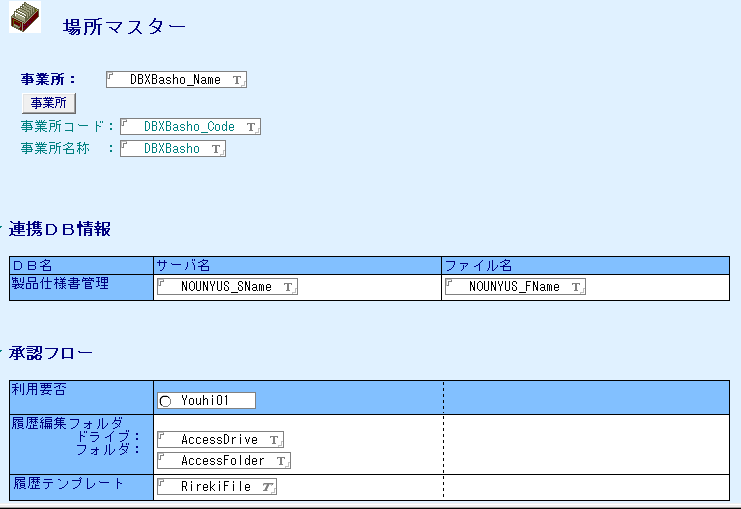 場所マスター
事業所： DBXBasho_Name T
事業所
事業所コード： DBXBasho_Code T
事業所名称 ： DBXBasho T
連携ＤＢ情報
ＤＢ名 サーバ名 ファイル名
製品仕様書管理 NOUNYUS_SName T NOUNYUS_FName T
承認フロー
利用要否 Youhi01
履歴編集フォルダ
ドライブ： AccessDrive T
フォルダ： AccessFolder T
履歴テンプレート RirekiFile T